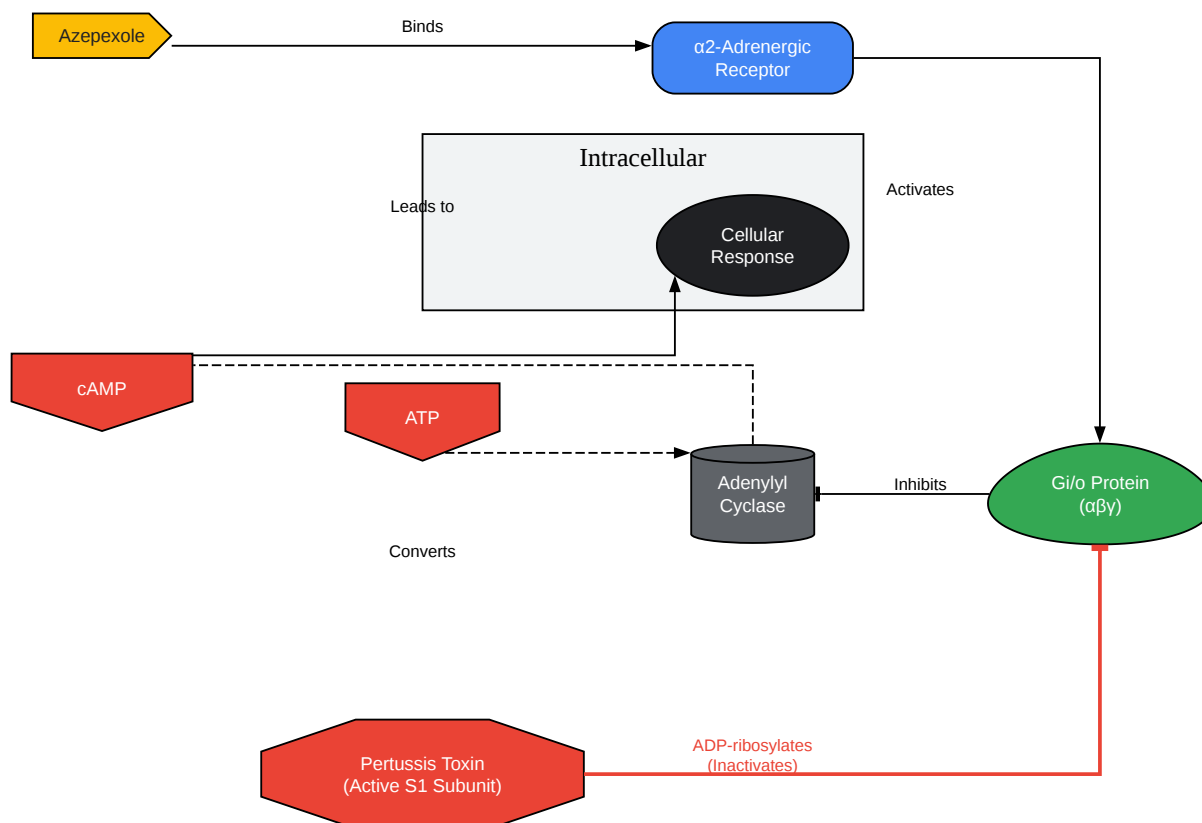 Azepexole
Binds
α2-Adrenergic
Receptor
Intracellular
Activates
Leads to
Cellular
Response
cAMP
ATP
Adenylyl
Cyclase
Inhibits
Gi/o Protein
(αβγ)
Converts
Pertussis Toxin
(Active S1 Subunit)
ADP-ribosylates
(Inactivates)